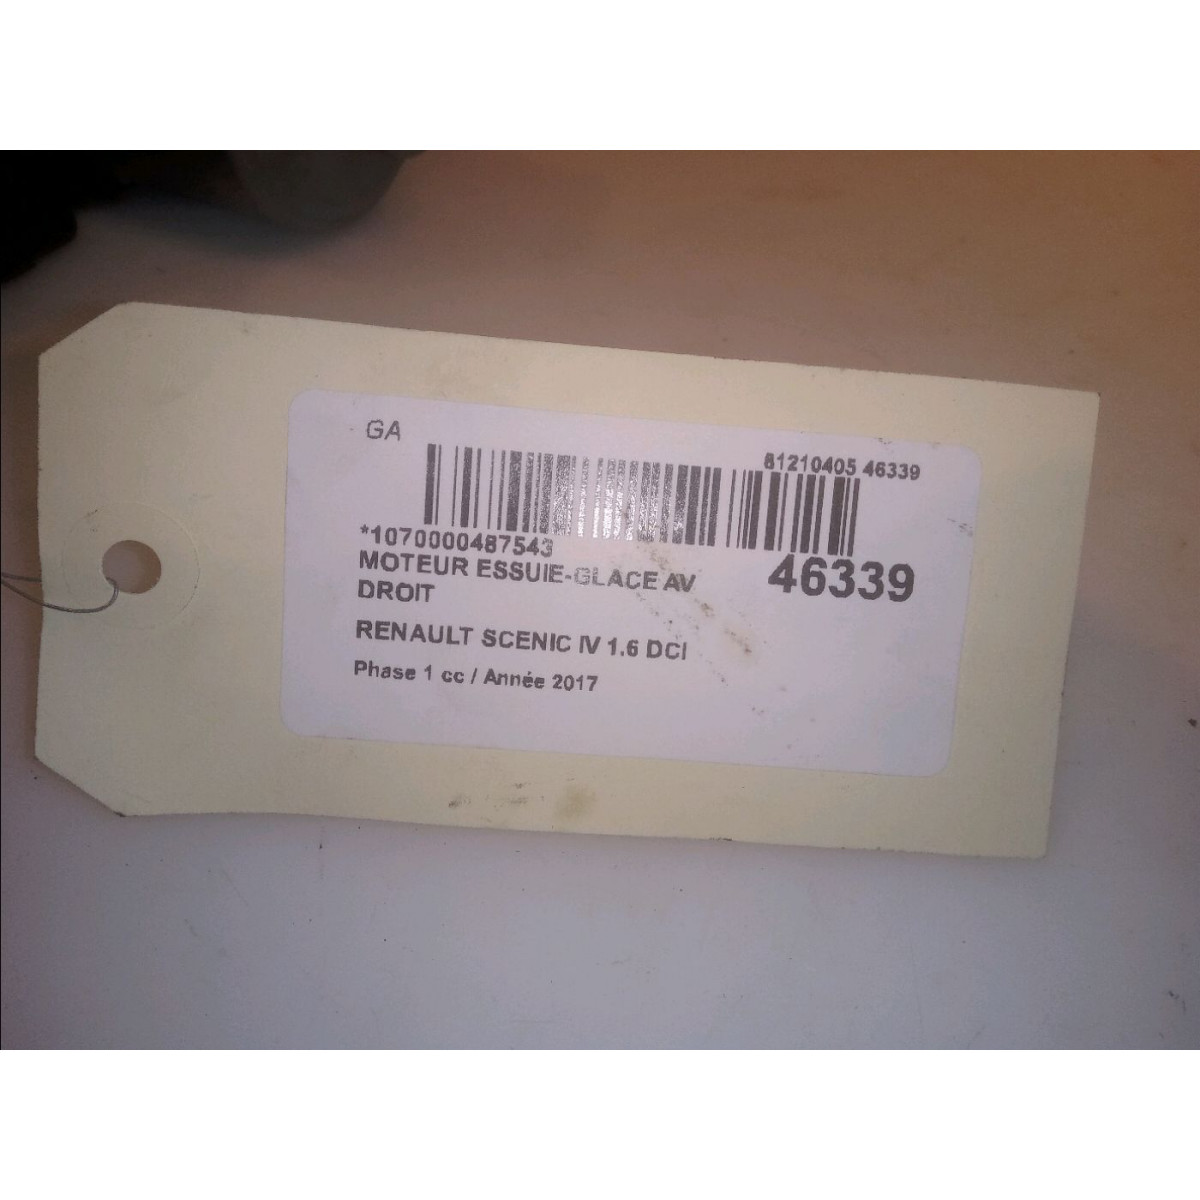 GA
61210405 46339
*1070000487543
46339
MOTEUR ESSUIE-GLACE AV
DROIT
RENAULT SCENIC IV 1.6 DCI
Phase 1 cc / Année 2017